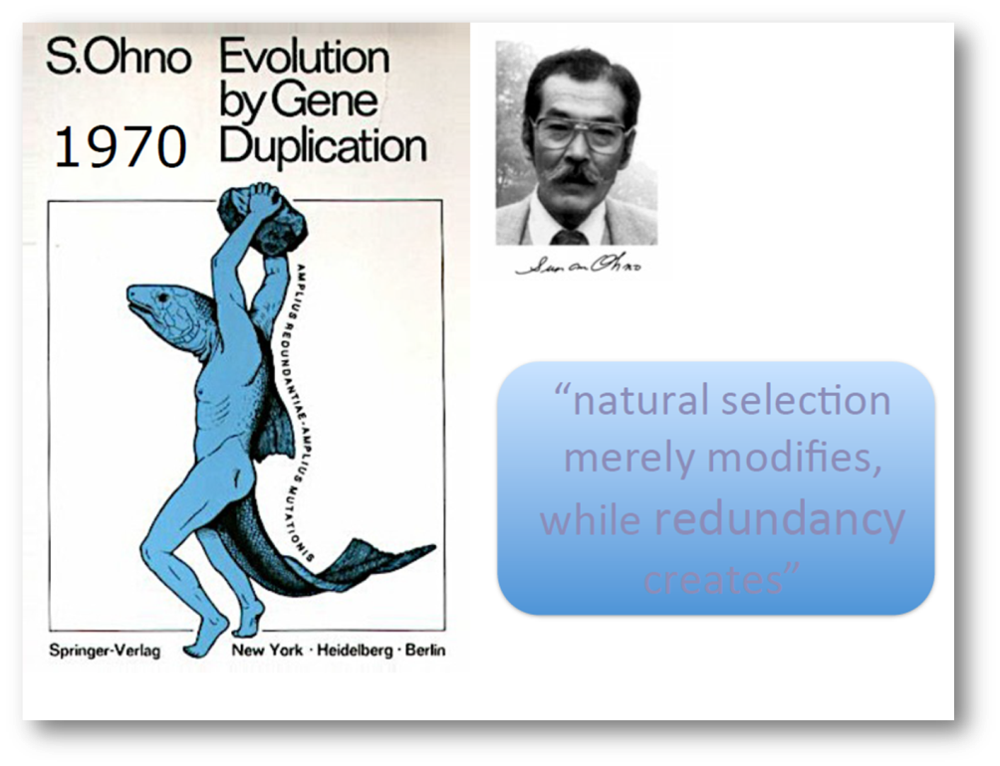 S.Ohno
1970
Evolution
by Gene
Duplication
AMPLIUS REDUNDANTIAE·AMPLIUS MUTATIONIS
Springer-Verlag
New York · Heidelberg · Berlin
Susumu Ohno
“natural selection
merely modifies,
while redundancy
creates”